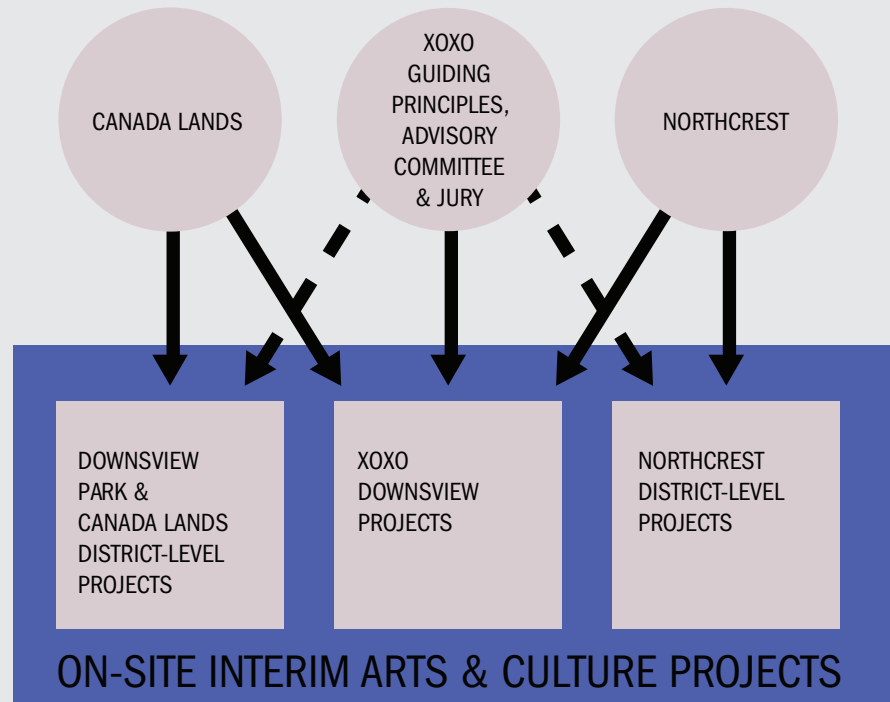 CANADA LANDS
XOXO
GUIDING
PRINCIPLES,
ADVISORY
COMMITTEE
& JURY
NORTHCREST
DOWNSVIEW
PARK &
CANADA LANDS
DISTRICT-LEVEL
PROJECTS
XOXO
DOWNSVIEW
PROJECTS
NORTHCREST
DISTRICT-LEVEL
PROJECTS
ON-SITE INTERIM ARTS & CULTURE PROJECTS